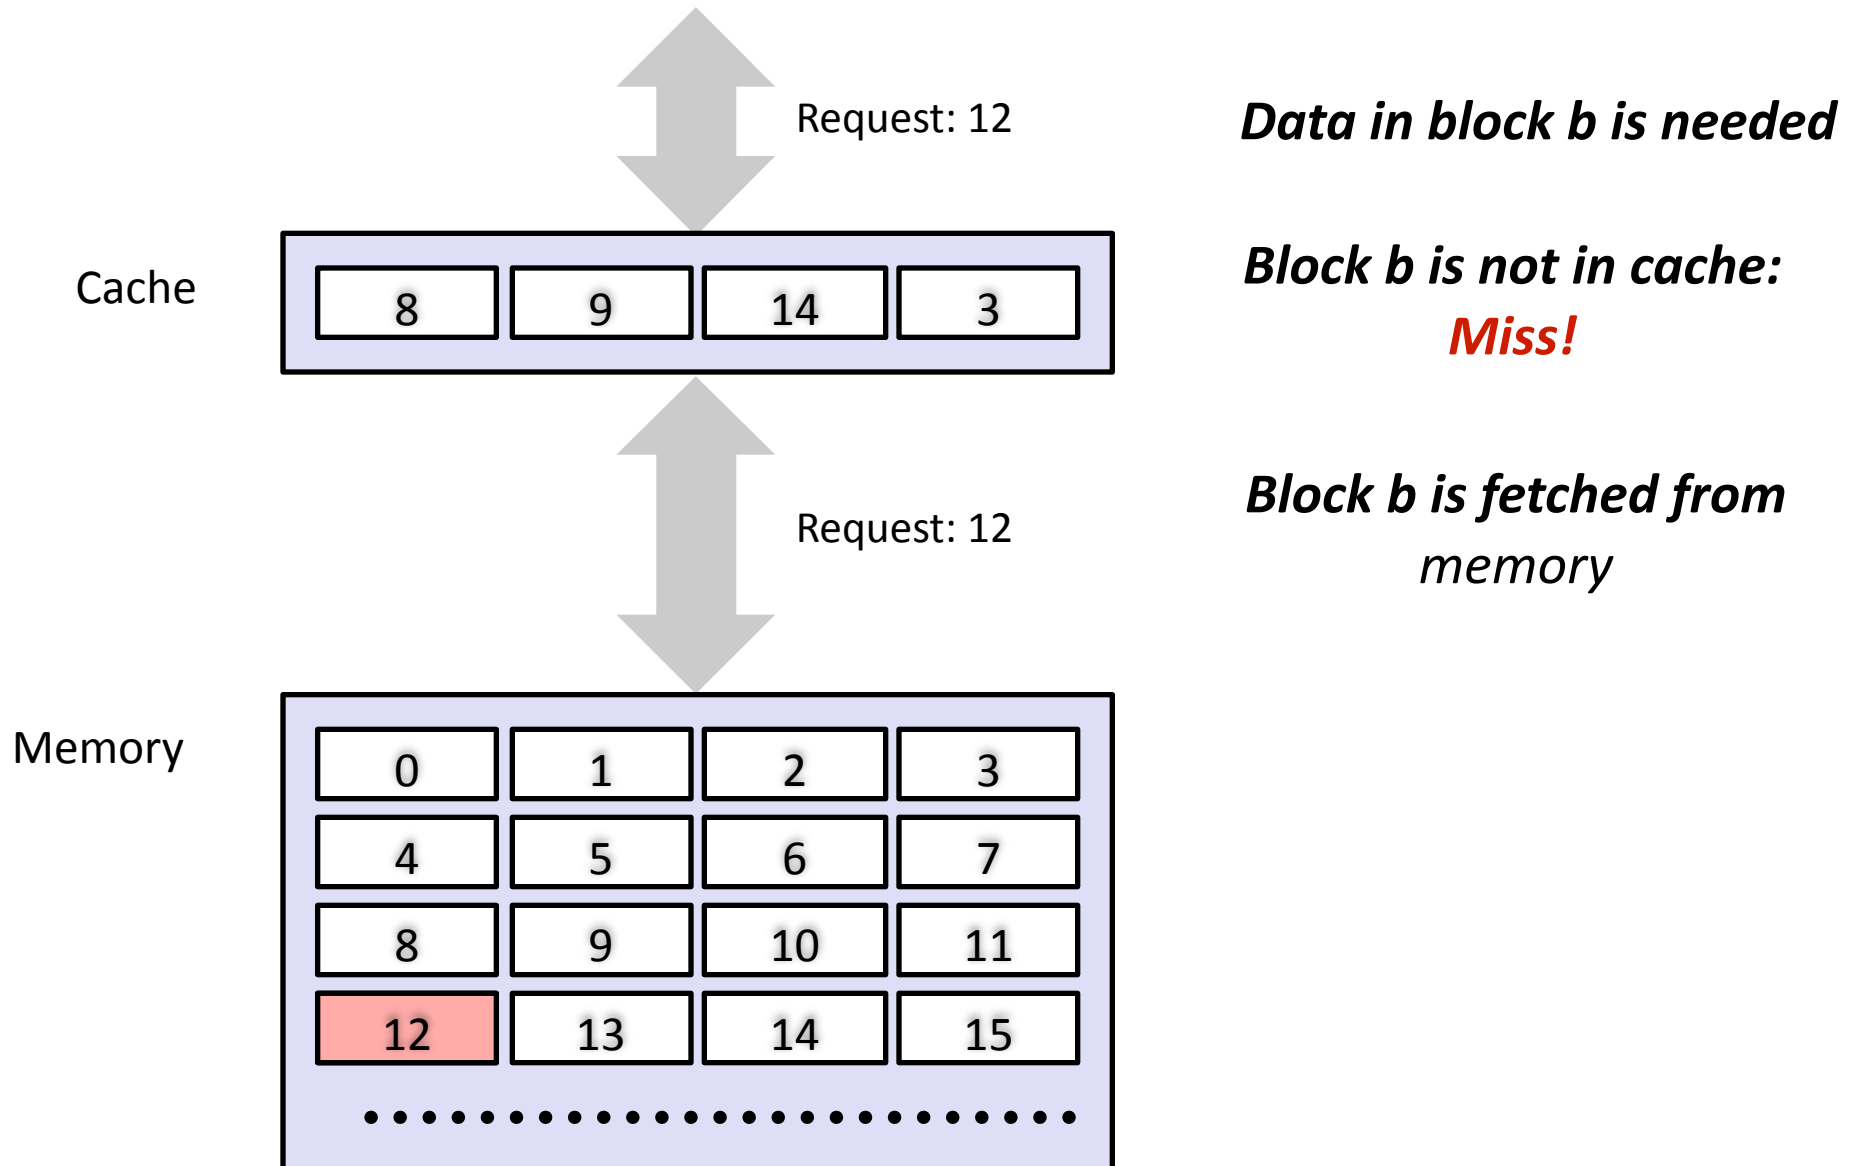 Request: 12
Data in block b is needed
Cache
8 9 14 3
Block b is not in cache:
Miss!
Request: 12
Block b is fetched from
memory
Memory
0 1 2 3
4 5 6 7
8 9 10 11
12 13 14 15